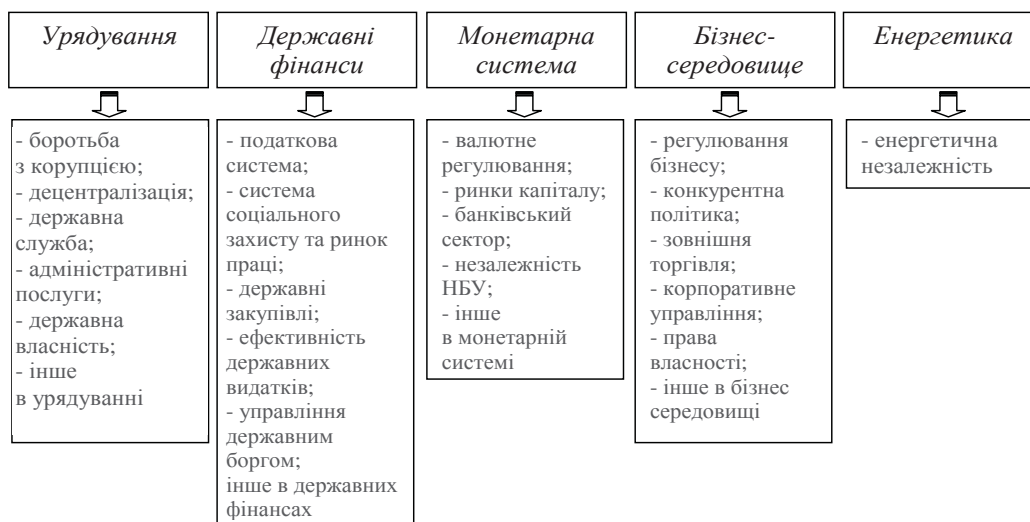 Урядування
- боротьба
з корупцією;
- децентралізація;
- державна
служба;
- адміністративні
послуги;
- державна
власність;
- інше
в урядуванні
Державні
фінанси
- податкова
система;
- система
соціального
захисту та ринок
праці;
- державні
закупівлі;
- ефективність
державних
видатків;
- управління
державним
боргом;
інше в державних
фінансах
Монетарна
система
- валютне
регулювання;
- ринки капіталу;
- банківський
сектор;
- незалежність
НБУ;
- інше
в монетарній
системі
Бізнес-
середовище
- регулювання
бізнесу;
- конкурентна
політика;
- зовнішня
торгівля;
- корпоративне
управління;
- права
власності;
- інше в бізнес
середовищі
Енергетика
- енергетична
незалежність